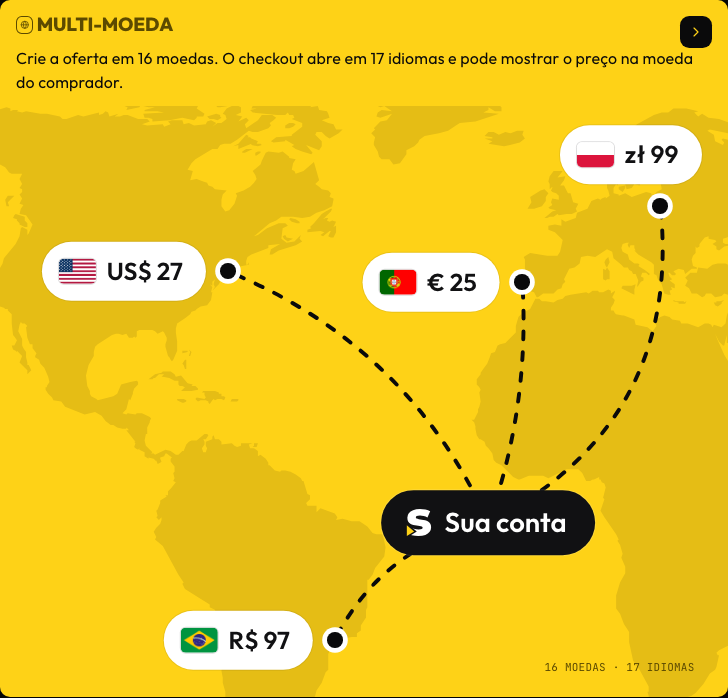 MULTI-MOEDA
Crie a oferta em 16 moedas. O checkout abre em 17 idiomas e pode mostrar o preço na moeda
do comprador.
zł 99
US$ 27
€ 25
S Sua conta
R$ 97
16 MOEDAS · 17 IDIOMAS